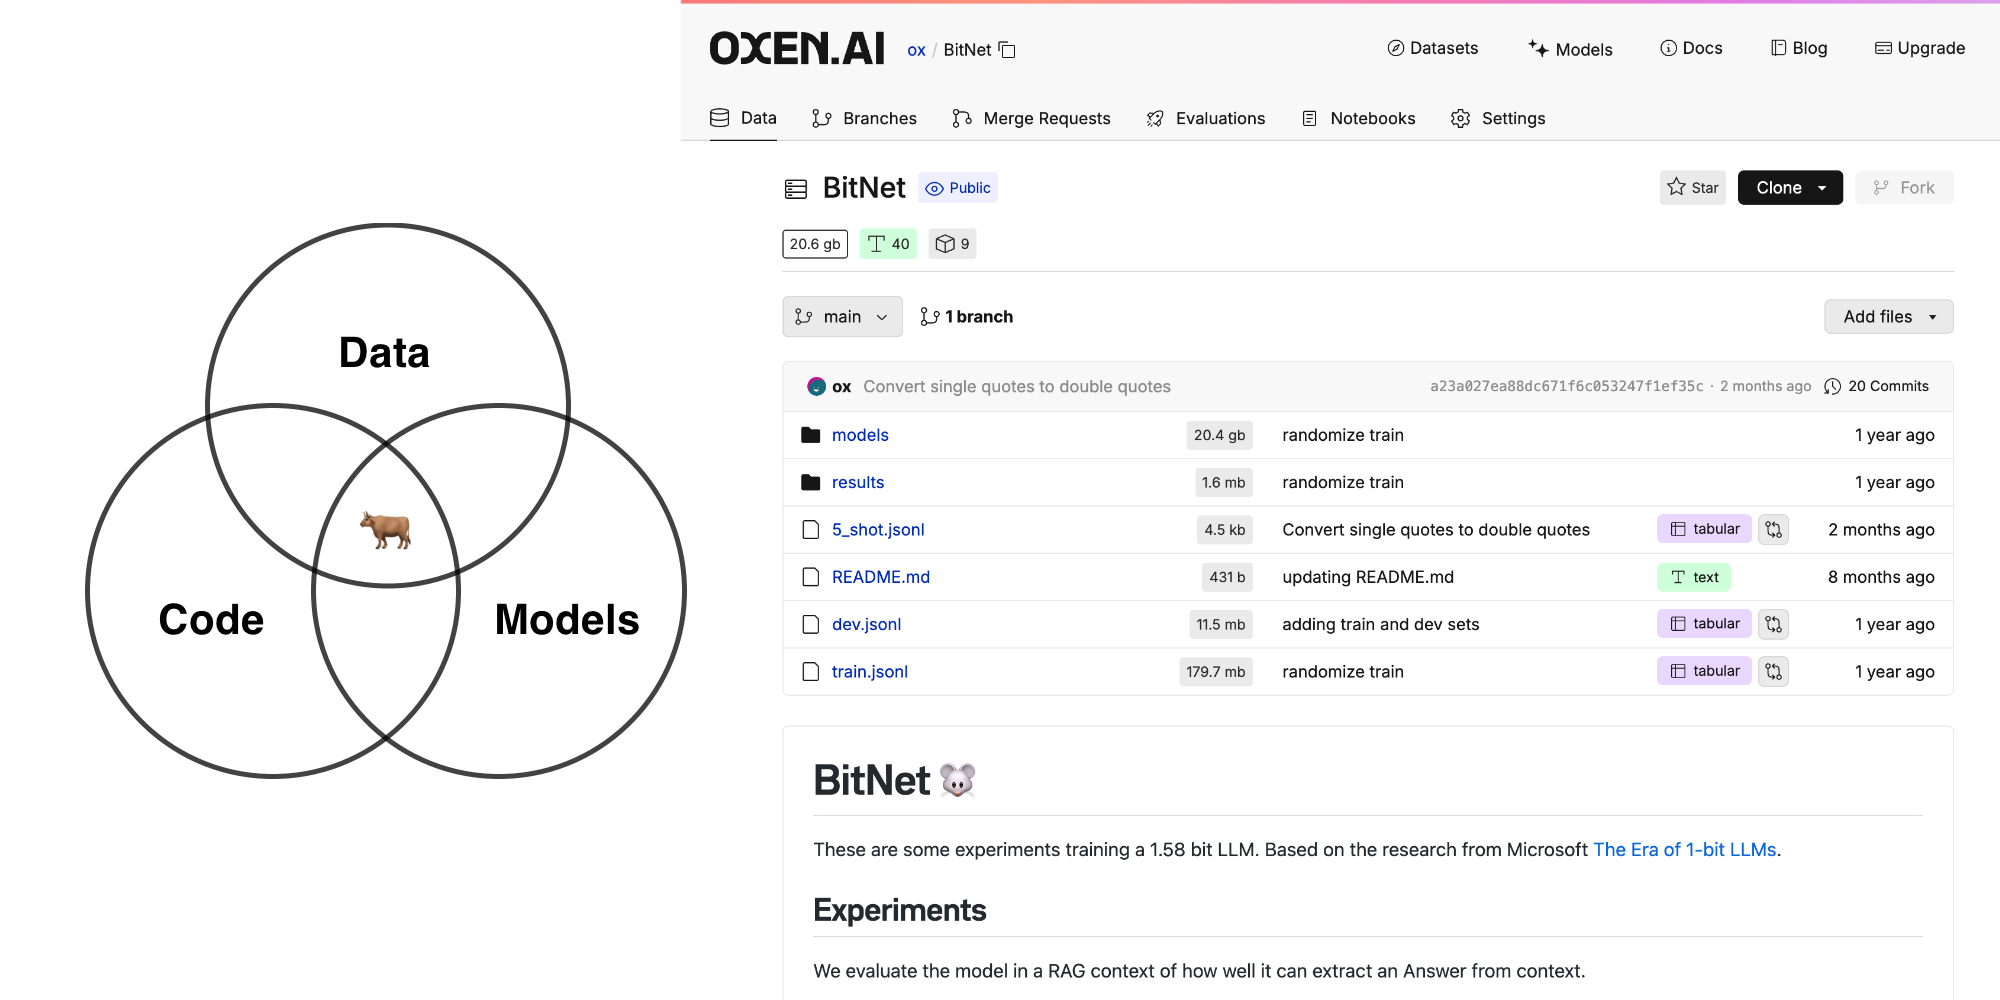 Data
Code
Models
OXEN.AI ox / BitNet
Datasets Models Docs Blog Upgrade
Data Branches Merge Requests Evaluations Notebooks Settings
BitNet Public
Star Clone Fork
20.6 gb 40 9
main 1 branch Add files
ox Convert single quotes to double quotes a23a027ea88dc671f6c053247f1ef35c · 2 months ago 20 Commits
models 20.4 gb randomize train 1 year ago
results 1.6 mb randomize train 1 year ago
5_shot.jsonl 4.5 kb Convert single quotes to double quotes tabular 2 months ago
README.md 431 b updating README.md text 8 months ago
dev.jsonl 11.5 mb adding train and dev sets tabular 1 year ago
train.jsonl 179.7 mb randomize train tabular 1 year ago
BitNet 🐭
These are some experiments training a 1.58 bit LLM. Based on the research from Microsoft The Era of 1-bit LLMs.
Experiments
We evaluate the model in a RAG context of how well it can extract an Answer from context.